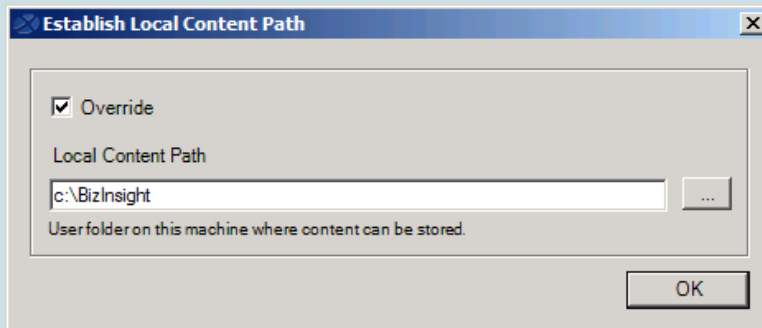 Establish Local Content Path
Override
Local Content Path
c:\BizInsight
...
User folder on this machine where content can be stored.
OK